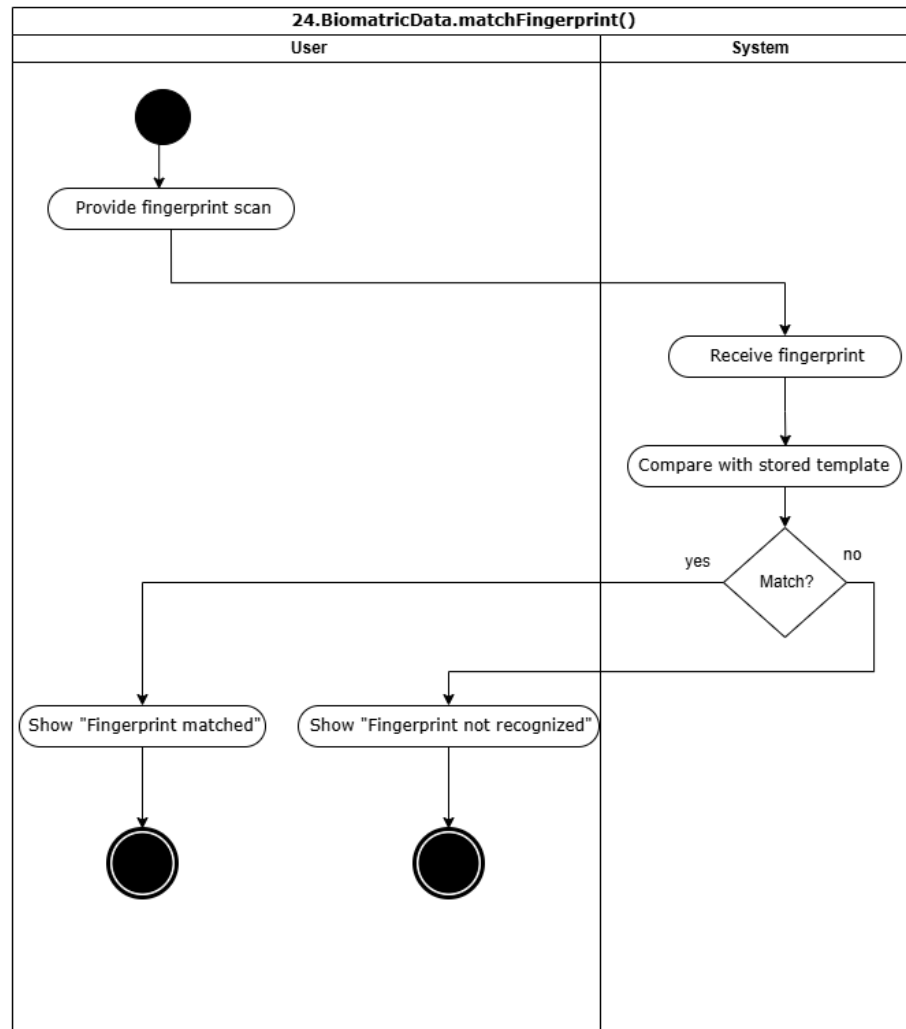 24.BiomatricData.matchFingerprint()
User
System
Provide fingerprint scan
Receive fingerprint
Compare with stored template
yes
no
Match?
Show "Fingerprint matched"
Show "Fingerprint not recognized"